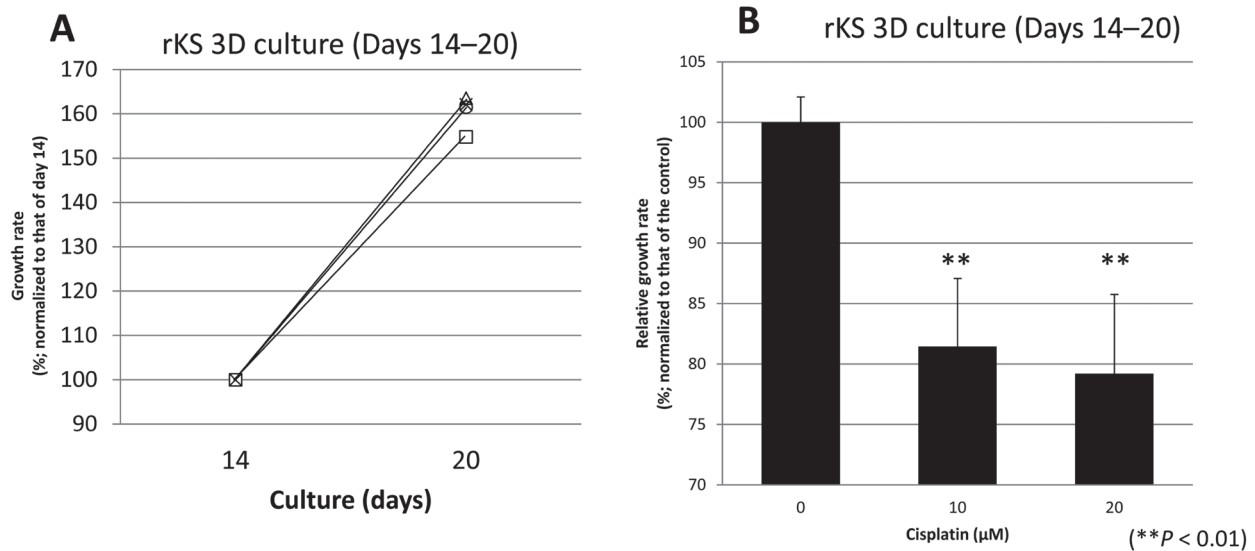 A
rKS 3D culture (Days 14–20)
Growth rate
(%; normalized to that of day 14)
170
160
150
140
130
120
110
100
90
14
20
Culture (days)
B
rKS 3D culture (Days 14–20)
Relative growth rate
(%; normalized to that of the control)
105
100
95
90
85
80
75
70
**
**
0
10
20
Cisplatin (µM)
(**P < 0.01)